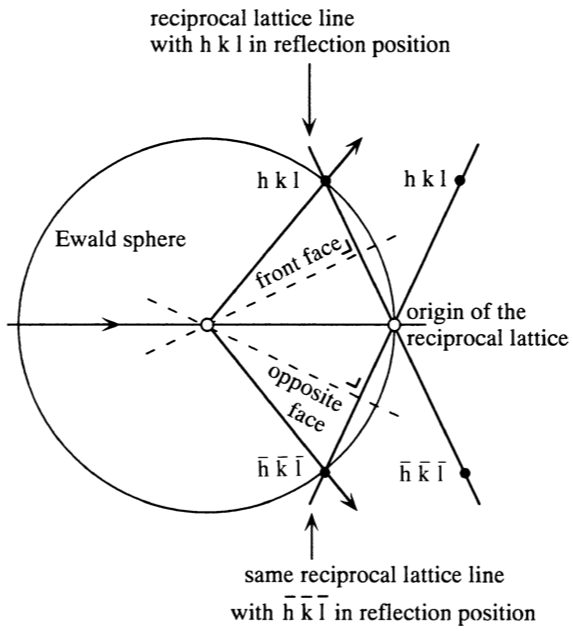 reciprocal lattice line
with h k l in reflection position
h k l
h k l
Ewald sphere
front face
origin of the
reciprocal lattice
opposite
face
h̄ k̄ l̄
h̄ k̄ l̄
same reciprocal lattice line
with h̄ k̄ l̄ in reflection position